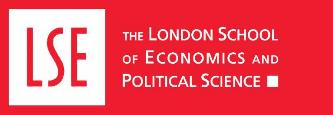 LSE
THE LONDON SCHOOL
OF ECONOMICS AND
POLITICAL SCIENCE